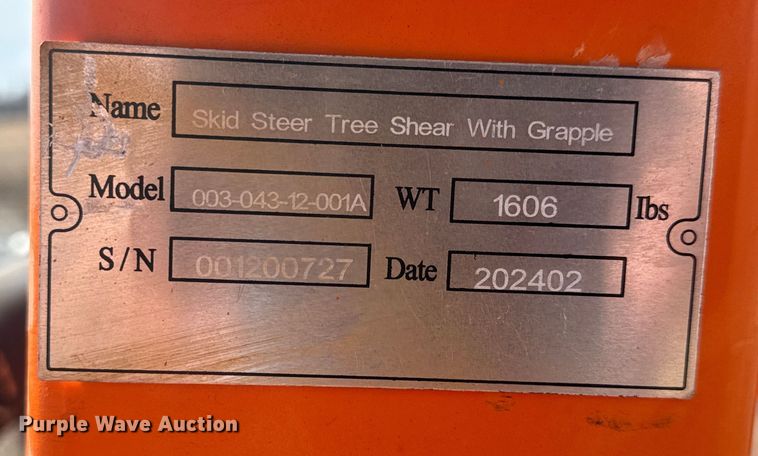 Name Skid Steer Tree Shear With Grapple
Model 003-043-12-001A WT 1606 lbs
S/N 001200727 Date 202402
Purple Wave Auction